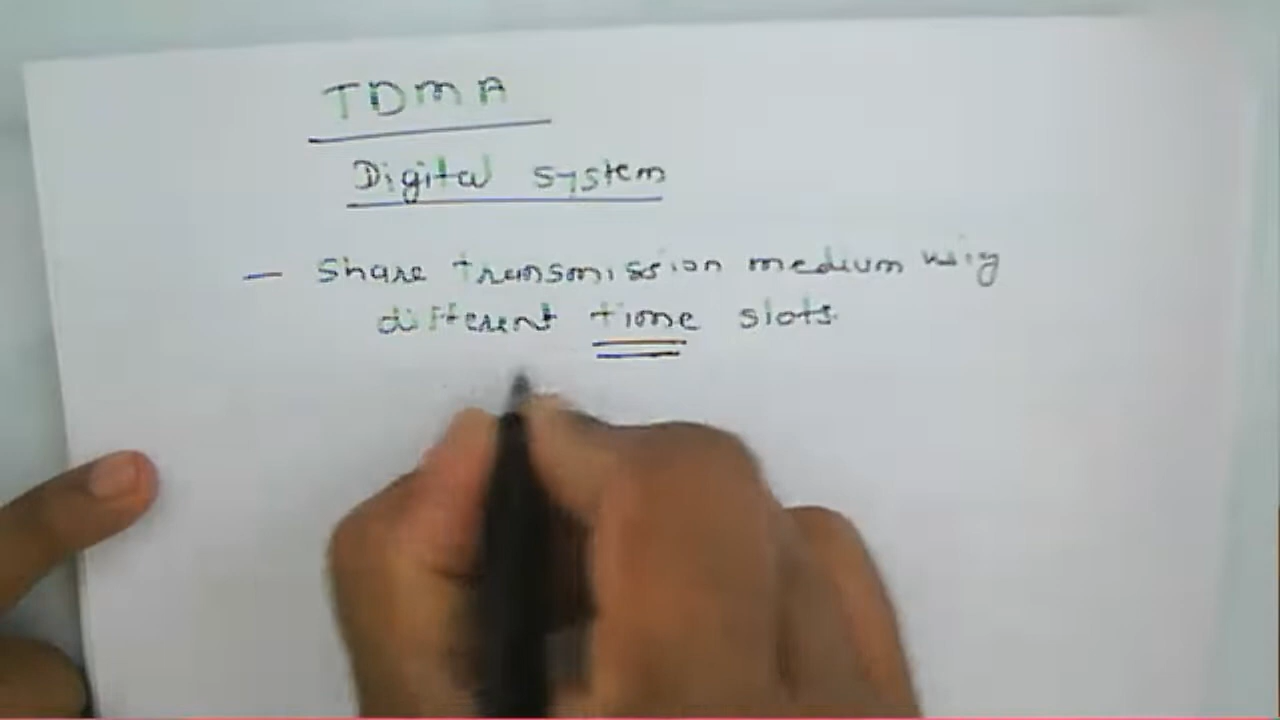 TDMA
Digital system
— Share transmission medium using
different time slots